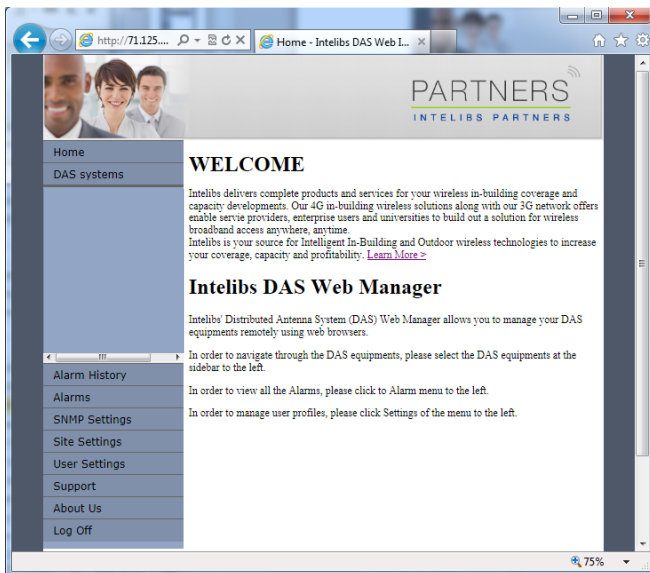 http://71.125....
Home - Intelibs DAS Web I...
PARTNERS
INTELIBS PARTNERS
Home
DAS systems
Alarm History
Alarms
SNMP Settings
Site Settings
User Settings
Support
About Us
Log Off
WELCOME
Intelibs delivers complete products and services for your wireless in-building coverage and
capacity developments. Our 4G in-building wireless solutions along with our 3G network offers
enable servie providers, enterprise users and universities to build out a solution for wireless
broadband access anywhere, anytime.
Intelibs is your source for Intelligent In-Building and Outdoor wireless technologies to increase
your coverage, capacity and profitability. Learn More >
Intelibs DAS Web Manager
Intelibs' Distributed Antenna System (DAS) Web Manager allows you to manage your DAS
equipments remotely using web browsers.
In order to navigate through the DAS equipments, please select the DAS equipments at the
sidebar to the left.
In order to view all the Alarms, please click to Alarm menu to the left.
In order to manage user profiles, please click Settings of the menu to the left.
75%